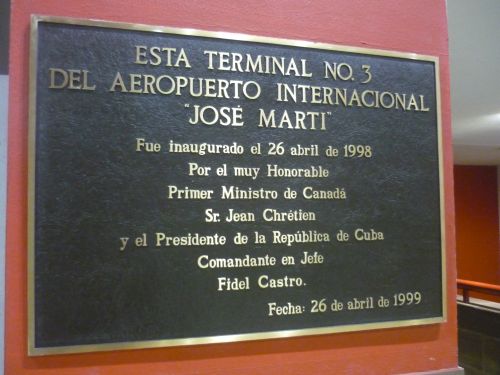 ESTA TERMINAL NO. 3
DEL AEROPUERTO INTERNACIONAL
"JOSÉ MARTI"
Fue inaugurado el 26 abril de 1998
Por el muy Honorable
Primer Ministro de Canadá
Sr. Jean Chrétien
y el Presidente de la República de Cuba
Comandante en Jefe
Fidel Castro.
Fecha: 26 de abril de 1999